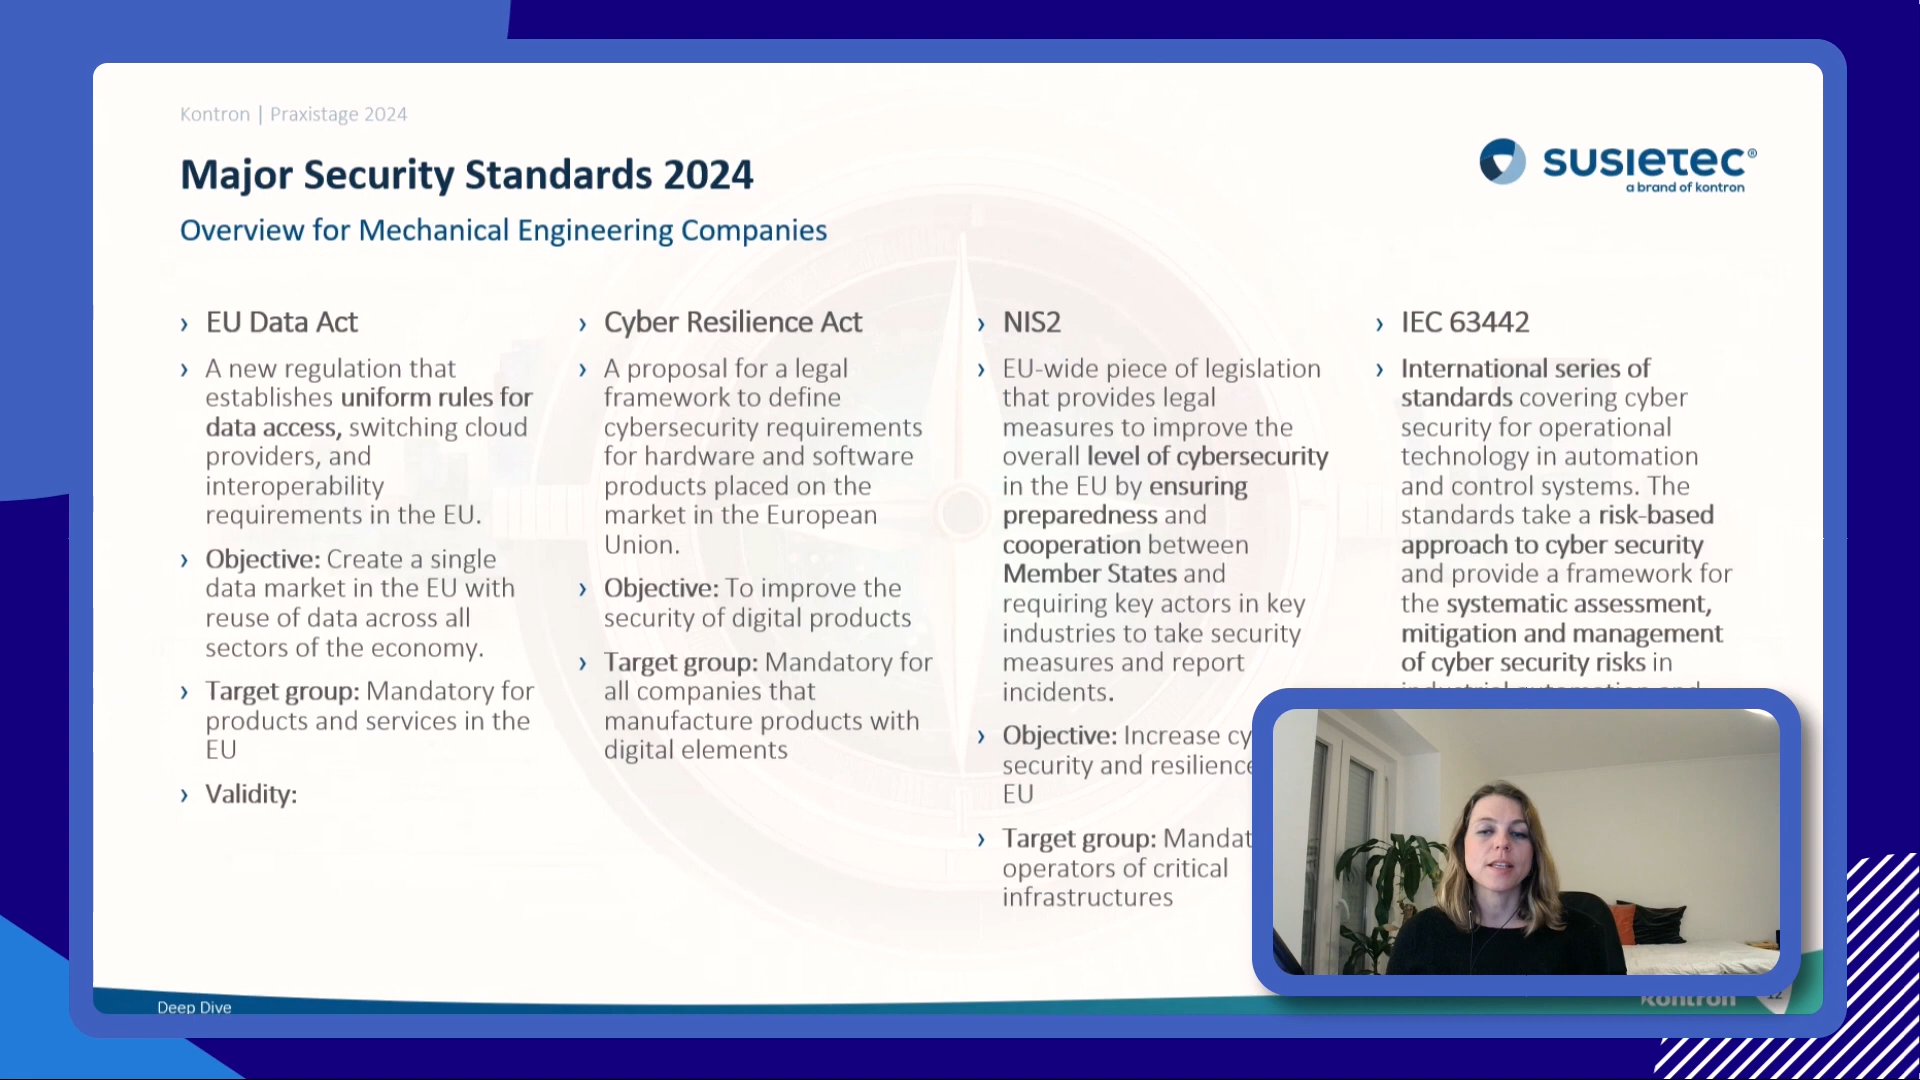 Kontron | Praxistage 2024
Major Security Standards 2024
Overview for Mechanical Engineering Companies
susietec®
a brand of kontron
› EU Data Act
› A new regulation that
establishes uniform rules for
data access, switching cloud
providers, and
interoperability
requirements in the EU.
› Objective: Create a single
data market in the EU with
reuse of data across all
sectors of the economy.
› Target group: Mandatory for
products and services in the
EU
› Validity:
› Cyber Resilience Act
› A proposal for a legal
framework to define
cybersecurity requirements
for hardware and software
products placed on the
market in the European
Union.
› Objective: To improve the
security of digital products
› Target group: Mandatory for
all companies that
manufacture products with
digital elements
› NIS2
› EU-wide piece of legislation
that provides legal
measures to improve the
overall level of cybersecurity
in the EU by ensuring
preparedness and
cooperation between
Member States and
requiring key actors in key
industries to take security
measures and report
incidents.
› Objective: Increase cy
security and resilience
EU
› Target group: Mandat
operators of critical
infrastructures
› IEC 63442
› International series of
standards covering cyber
security for operational
technology in automation
and control systems. The
standards take a risk-based
approach to cyber security
and provide a framework for
the systematic assessment,
mitigation and management
of cyber security risks in
industrial automation and
Deep Dive
kontron
12